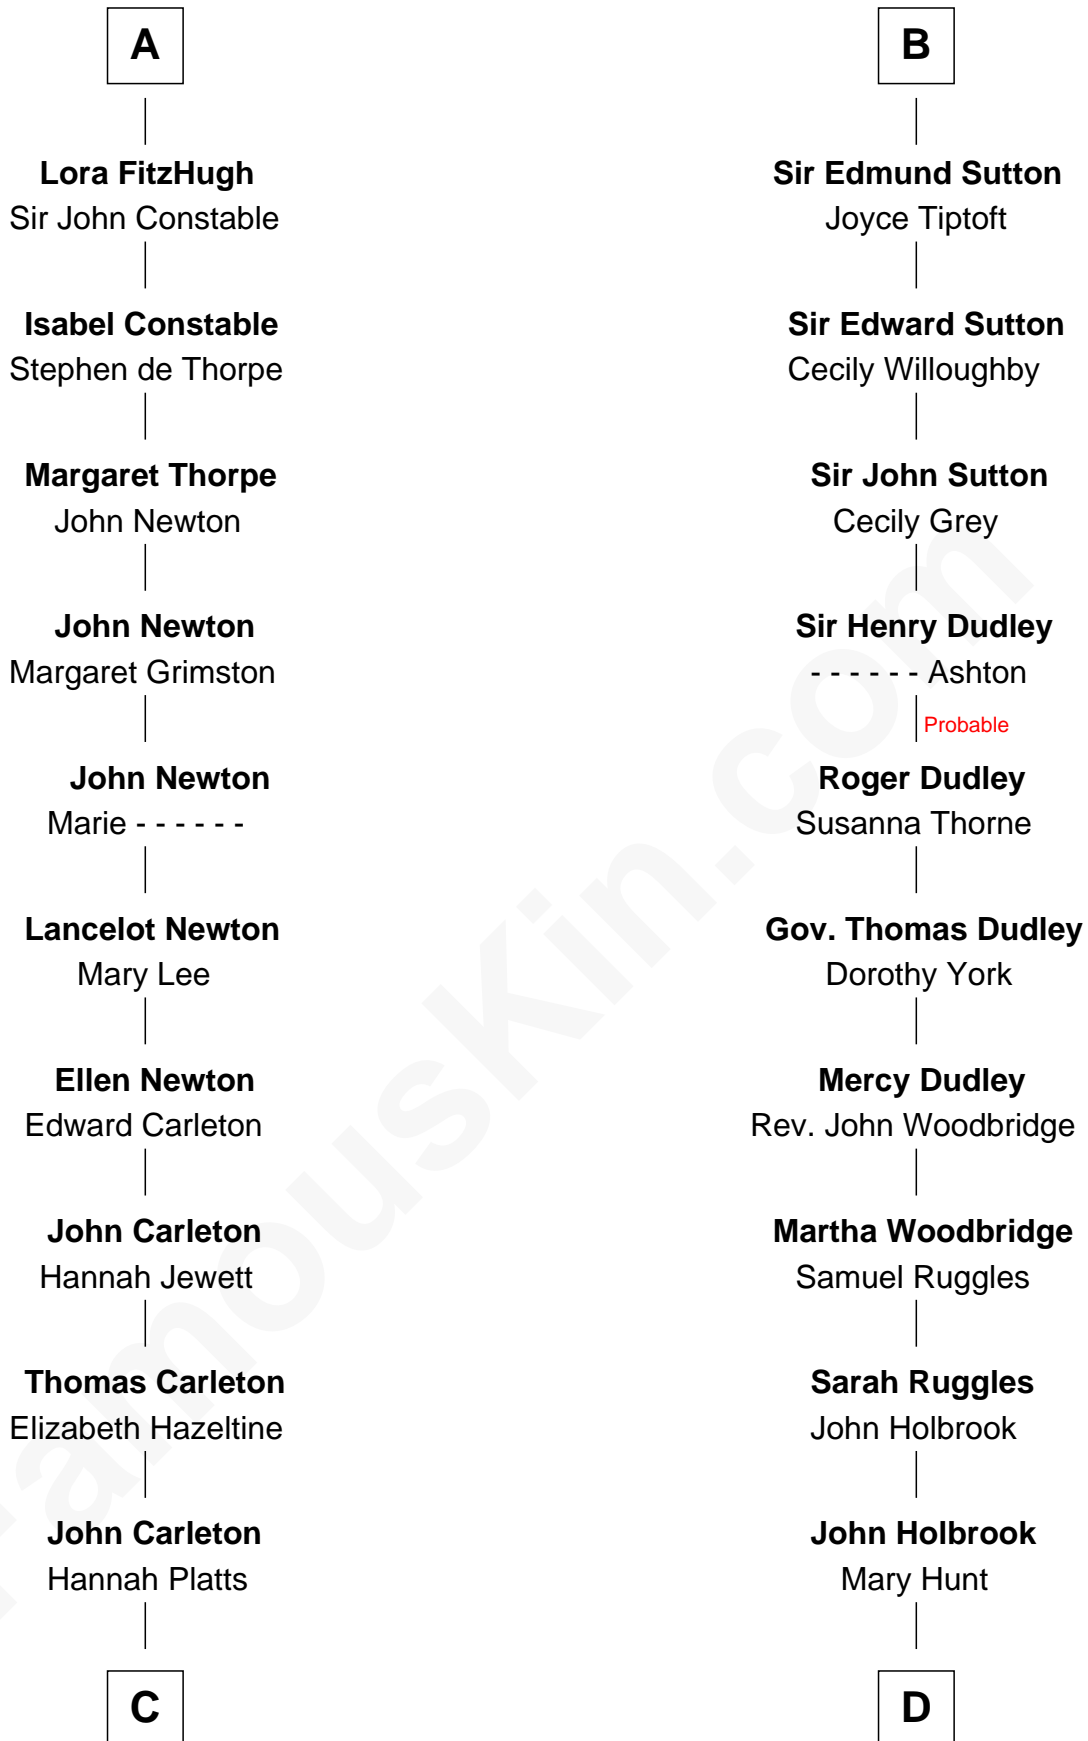 A
Lora FitzHugh
Sir John Constable
Isabel Constable
Stephen de Thorpe
Margaret Thorpe
John Newton
John Newton
Margaret Grimston
John Newton
Marie - - - - - -
Lancelot Newton
Mary Lee
Ellen Newton
Edward Carleton
John Carleton
Hannah Jewett
Thomas Carleton
Elizabeth Hazeltine
John Carleton
Hannah Platts
C
B
Sir Edmund Sutton
Joyce Tiptoft
Sir Edward Sutton
Cecily Willoughby
Sir John Sutton
Cecily Grey
Sir Henry Dudley
- - - - - - Ashton
Probable
Roger Dudley
Susanna Thorne
Gov. Thomas Dudley
Dorothy York
Mercy Dudley
Rev. John Woodbridge
Martha Woodbridge
Samuel Ruggles
Sarah Ruggles
John Holbrook
John Holbrook
Mary Hunt
D
FamousKin.com